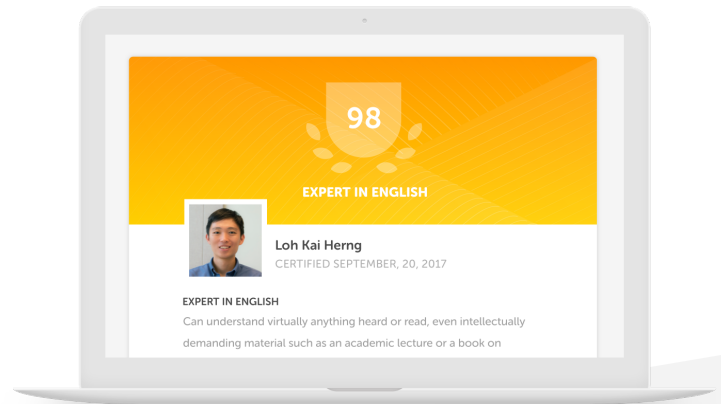 98
EXPERT IN ENGLISH
Loh Kai Herng
CERTIFIED SEPTEMBER, 20, 2017
EXPERT IN ENGLISH
Can understand virtually anything heard or read, even intellectually
demanding material such as an academic lecture or a book on